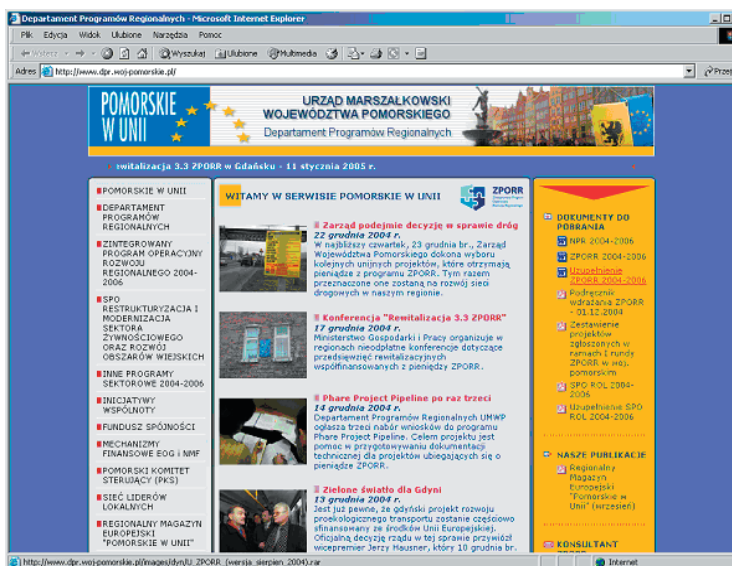 Departament Programów Regionalnych - Microsoft Internet Explorer
Plik Edycja Widok Ulubione Narzędzia Pomoc
Wstecz Wyszukaj Ulubione Multimedia
Adres http://www.dpr.woj-pomorskie.pl/
POMORSKIE
W UNII
URZĄD MARSZAŁKOWSKI
WOJEWÓDZTWA POMORSKIEGO
Departament Programów Regionalnych
ewitalizacja 3.3 ZPORR w Gdańsku - 11 stycznia 2005 r.
POMORSKIE W UNII
DEPARTAMENT
PROGRAMÓW
REGIONALNYCH
ZINTEGROWANY
PROGRAM OPERACYJNY
ROZWOJU
REGIONALNEGO 2004-
2006
SPO
RESTRUKTURYZACJA I
MODERNIZACJA
SEKTORA
ŻYWNOŚCIOWEGO
ORAZ ROZWÓJ
OBSZARÓW WIEJSKICH
INNE PROGRAMY
SEKTOROWE 2004-2006
INICJATYWY
WSPÓLNOTY
FUNDUSZ SPÓJNOŚCI
MECHANIZMY
FINANSOWE EOG i NMF
POMORSKI KOMITET
STERUJĄCY (PKS)
SIEĆ LIDERÓW
LOKALNYCH
REGIONALNY MAGAZYN
EUROPEJSKI
"POMORSKIE W UNII"
WITAMY W SERWISIE POMORSKIE W UNII
ZPORR
Zarząd podejmie decyzję w sprawie dróg
22 grudnia 2004 r.
W najbliższy czwartek, 23 grudnia br., Zarząd
Województwa Pomorskiego dokona wyboru
kolejnych unijnych projektów, które otrzymają
pieniądze z programu ZPORR. Tym razem
przeznaczone one zostaną na rozwój sieci
drogowych w naszym regionie.
Konferencja "Rewitalizacja 3.3 ZPORR"
17 grudnia 2004 r.
Ministerstwo Gospodarki i Pracy organizuje w
regionach nieodpłatne konferencje dotyczące
przedsięwzięć rewitalizacyjnych
współfinansowanych z pieniędzy ZPORR.
Phare Project Pipeline po raz trzeci
14 grudnia 2004 r.
Departament Programów Regionalnych UMWP
ogłasza trzeci nabór wniosków do programu
Phare Project Pipeline. Celem projektu jest
pomoc w przygotowywaniu dokumentacji
technicznej dla projektów ubiegających się o
pieniądze ZPORR.
Zielone światło dla Gdyni
13 grudnia 2004 r.
Jest już pewne, że gdyński projekt rozwoju
proekologicznego transportu zostanie częściowo
sfinansowany ze środków Unii Europejskiej.
Oficjalną decyzję rządu w tej sprawie przywiózł
wicepremier Jerzy Hausner, który 10 grudnia br.
DOKUMENTY DO
POBRANIA
NPR 2004-2006
ZPORR 2004-2006
Uzupełnienie
ZPORR 2004-2006
Podręcznik
wdrażania ZPORR
- 01.12.2004
Zestawienie
projektów
zgłoszonych w
ramach I rundy
ZPORR w woj.
pomorskim
SPO ROL 2004-
2006
Uzupełnienie SPO
ROL 2004-2006
NASZE PUBLIKACJE
Regionalny
Magazyn
Europejski
"Pomorskie w
Unii" (wrzesień)
KONSULTANT
http://www.dpr.woj-pomorskie.pl/images/dyn/U_ZPORR_(wersja_sierpien_2004).rar
Internet